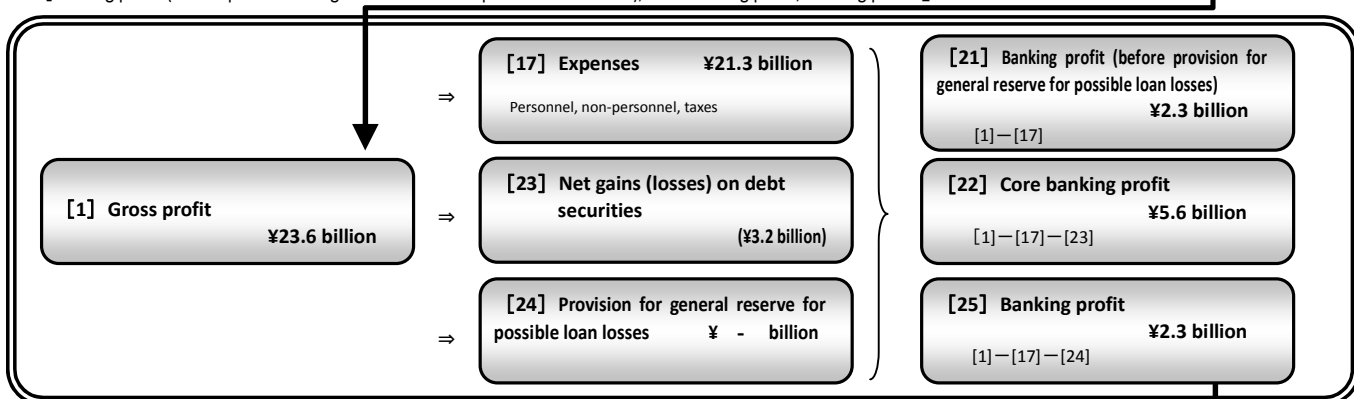 [1] Gross profit
¥23.6 billion
⇒
[17] Expenses ¥21.3 billion
Personnel, non-personnel, taxes
⇒
[23] Net gains (losses) on debt
securities
(¥3.2 billion)
⇒
[24] Provision for general reserve for
possible loan losses ¥ - billion
[21] Banking profit (before provision for
general reserve for possible loan losses)
¥2.3 billion
[1]－[17]
[22] Core banking profit
¥5.6 billion
[1]－[17]－[23]
[25] Banking profit
¥2.3 billion
[1]－[17]－[24]